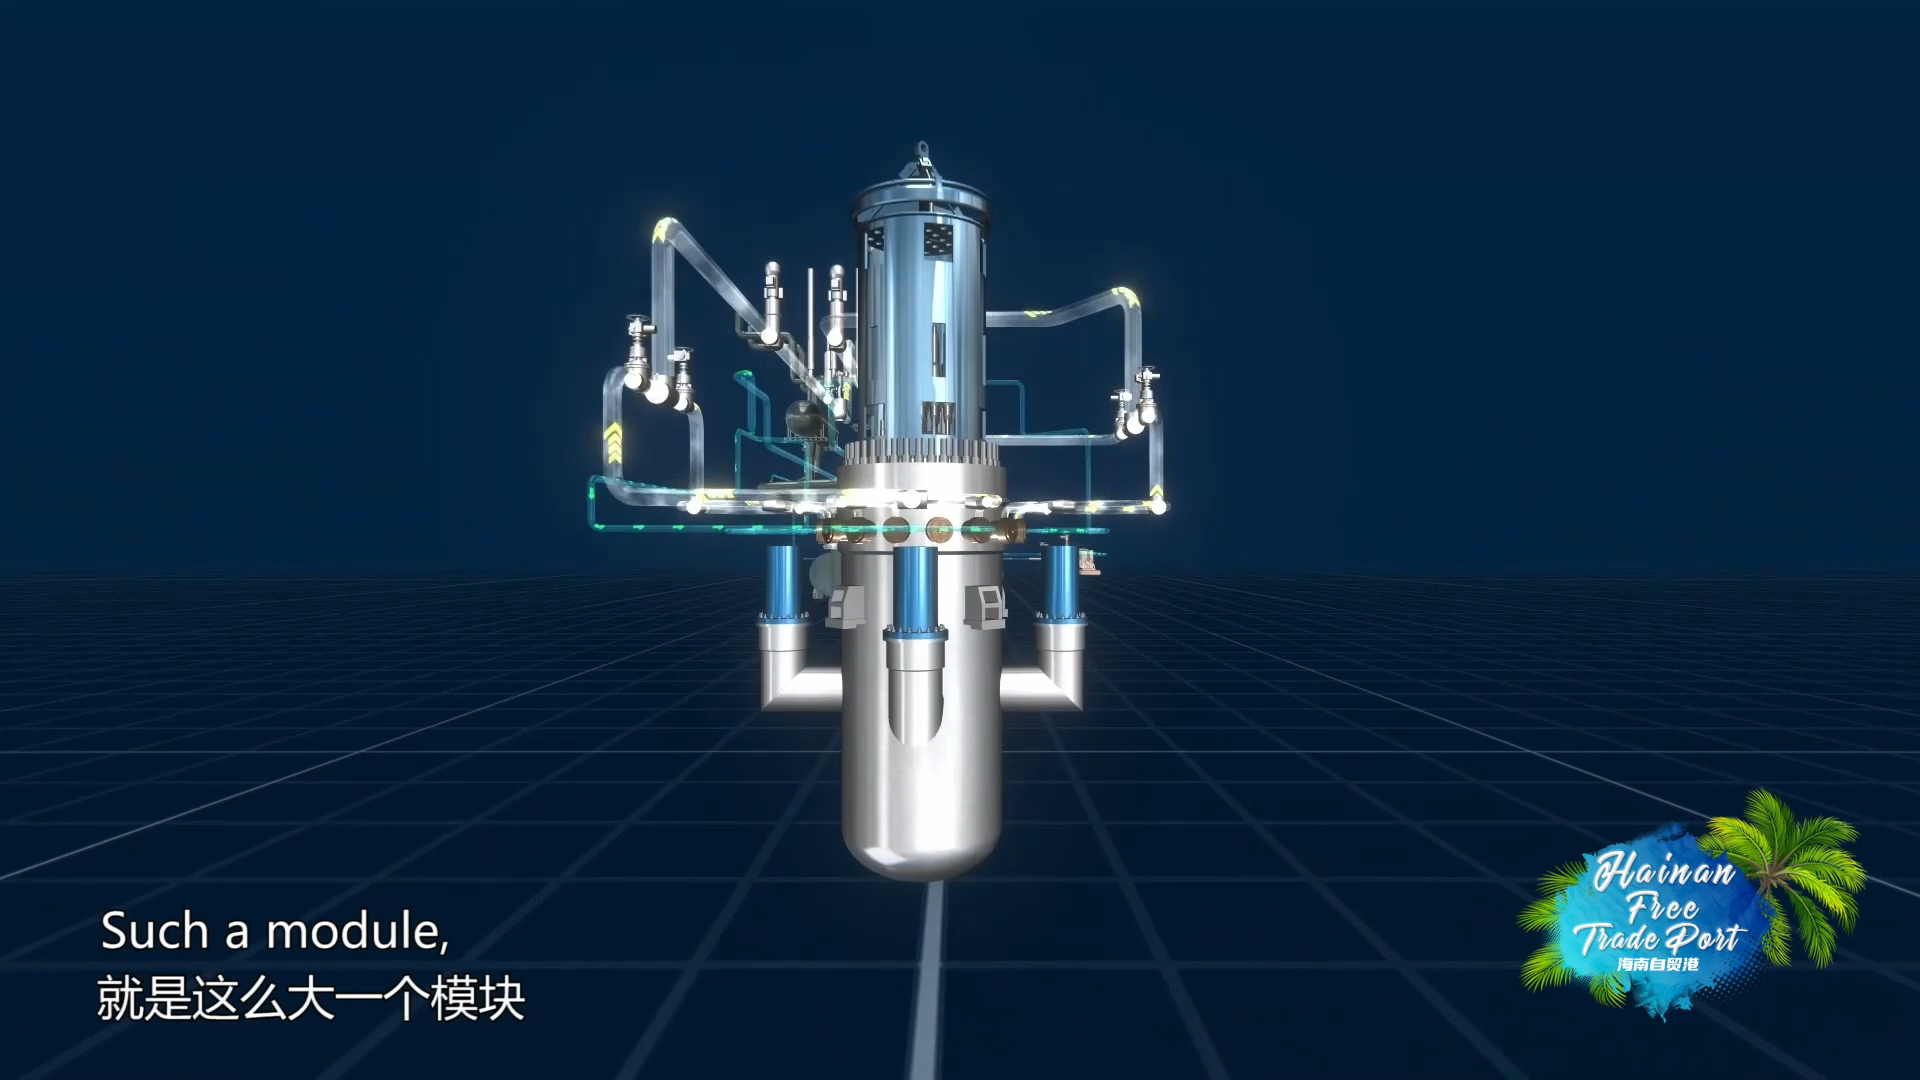 Such a module,
就是这么大一个模块
Hainan
Free
Trade Port
海南自贸港